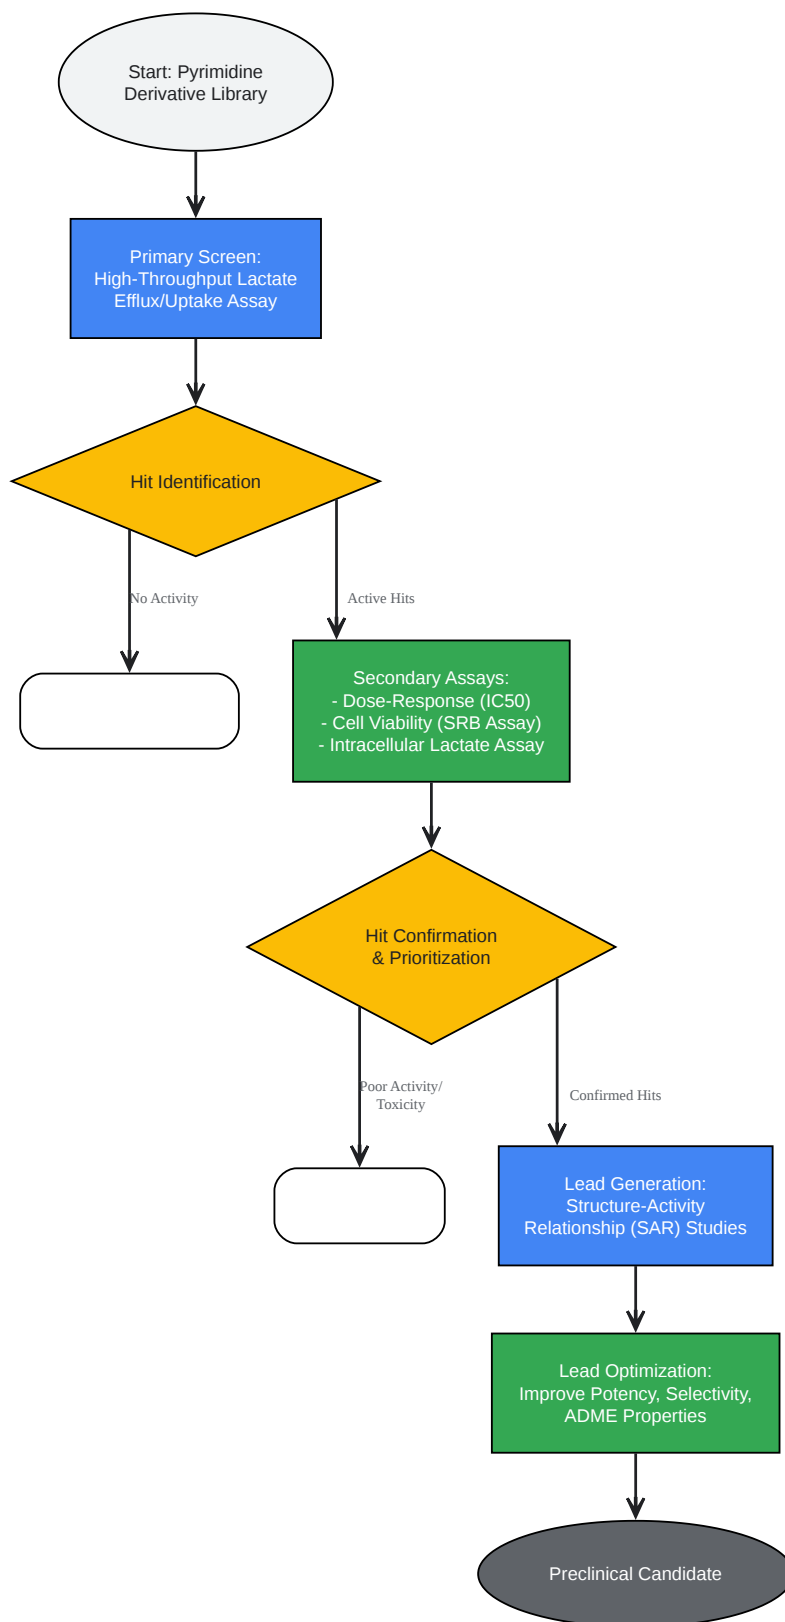 Start: Pyrimidine
Derivative Library
Primary Screen:
High-Throughput Lactate
Efflux/Uptake Assay
Hit Identification
No Activity
Active Hits
Secondary Assays:
- Dose-Response (IC50)
- Cell Viability (SRB Assay)
- Intracellular Lactate Assay
Hit Confirmation
& Prioritization
Poor Activity/
Toxicity
Confirmed Hits
Lead Generation:
Structure-Activity
Relationship (SAR) Studies
Lead Optimization:
Improve Potency, Selectivity,
ADME Properties
Preclinical Candidate